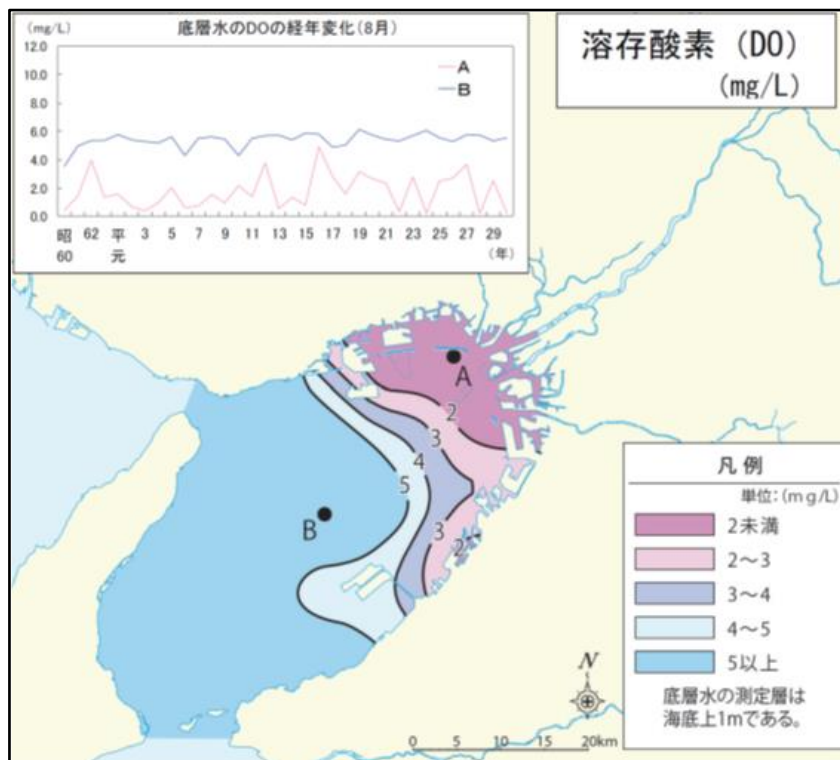 底層水のDOの経年変化（8月）
(mg/L)
12.0
10.0
8.0
6.0
4.0
2.0
0.0
A
B
昭 62 平 3 5 7 9 11 13 15 17 19 21 23 25 27 29
60 元 (年)
溶存酸素（DO）
(mg/L)
A
B
2
3
4
5
3
2
凡 例
単位：(ｍｇ/L)
2未満
2～3
3～4
4～5
5以上
底層水の測定層は
海底上1mである。
N
0 5 10 15 20km